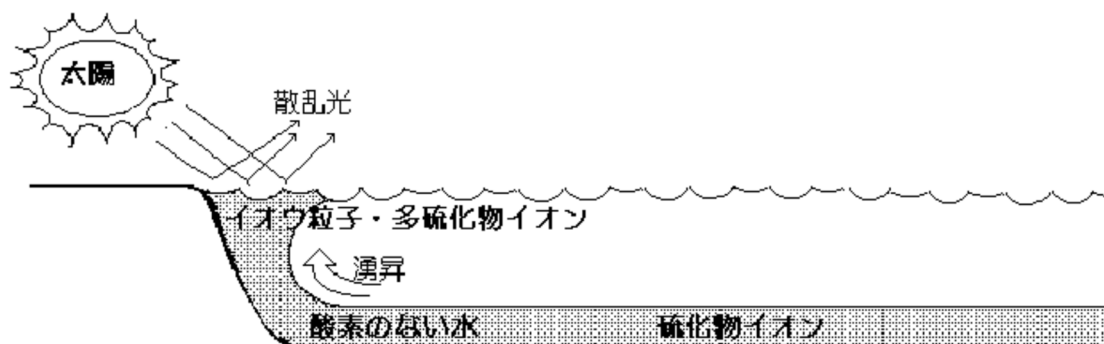 太陽
散乱光
イオウ粒子・多硫化物イオン
湧昇
酸素のない水 硫化物イオン